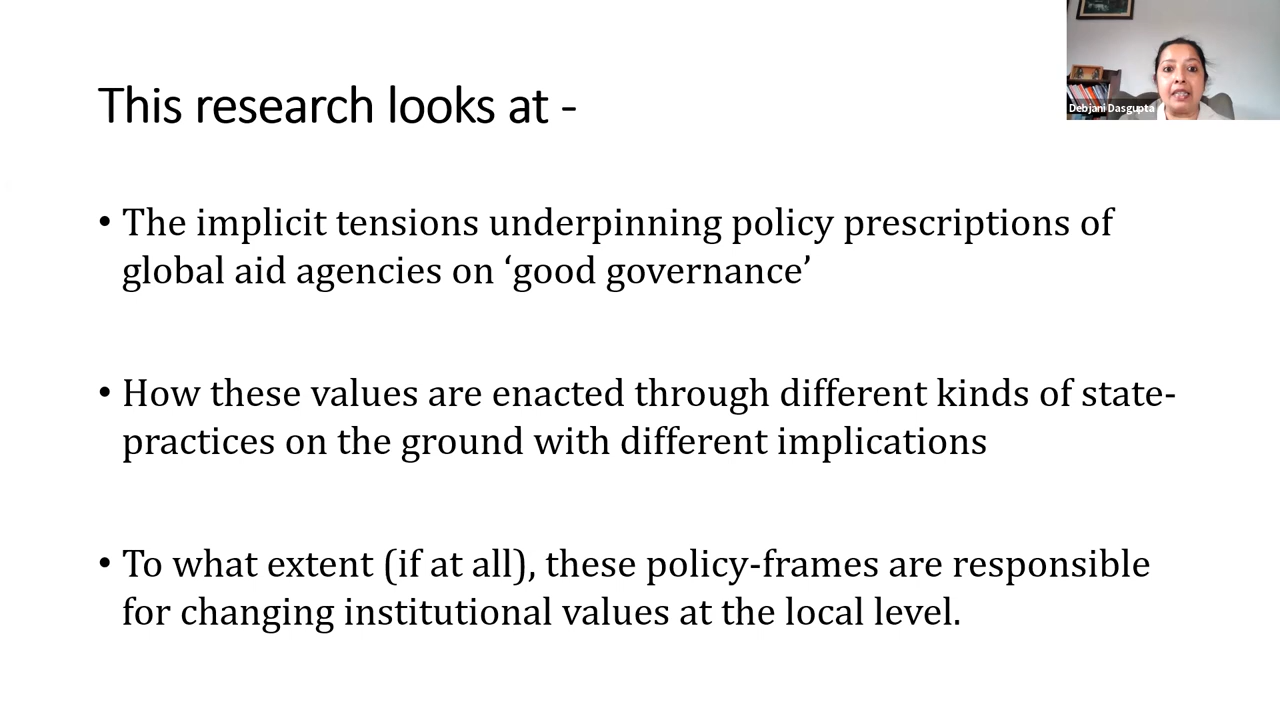 This research looks at -
Debjani Dasgupta
• The implicit tensions underpinning policy prescriptions of
global aid agencies on ‘good governance’
• How these values are enacted through different kinds of state-
practices on the ground with different implications
• To what extent (if at all), these policy-frames are responsible
for changing institutional values at the local level.